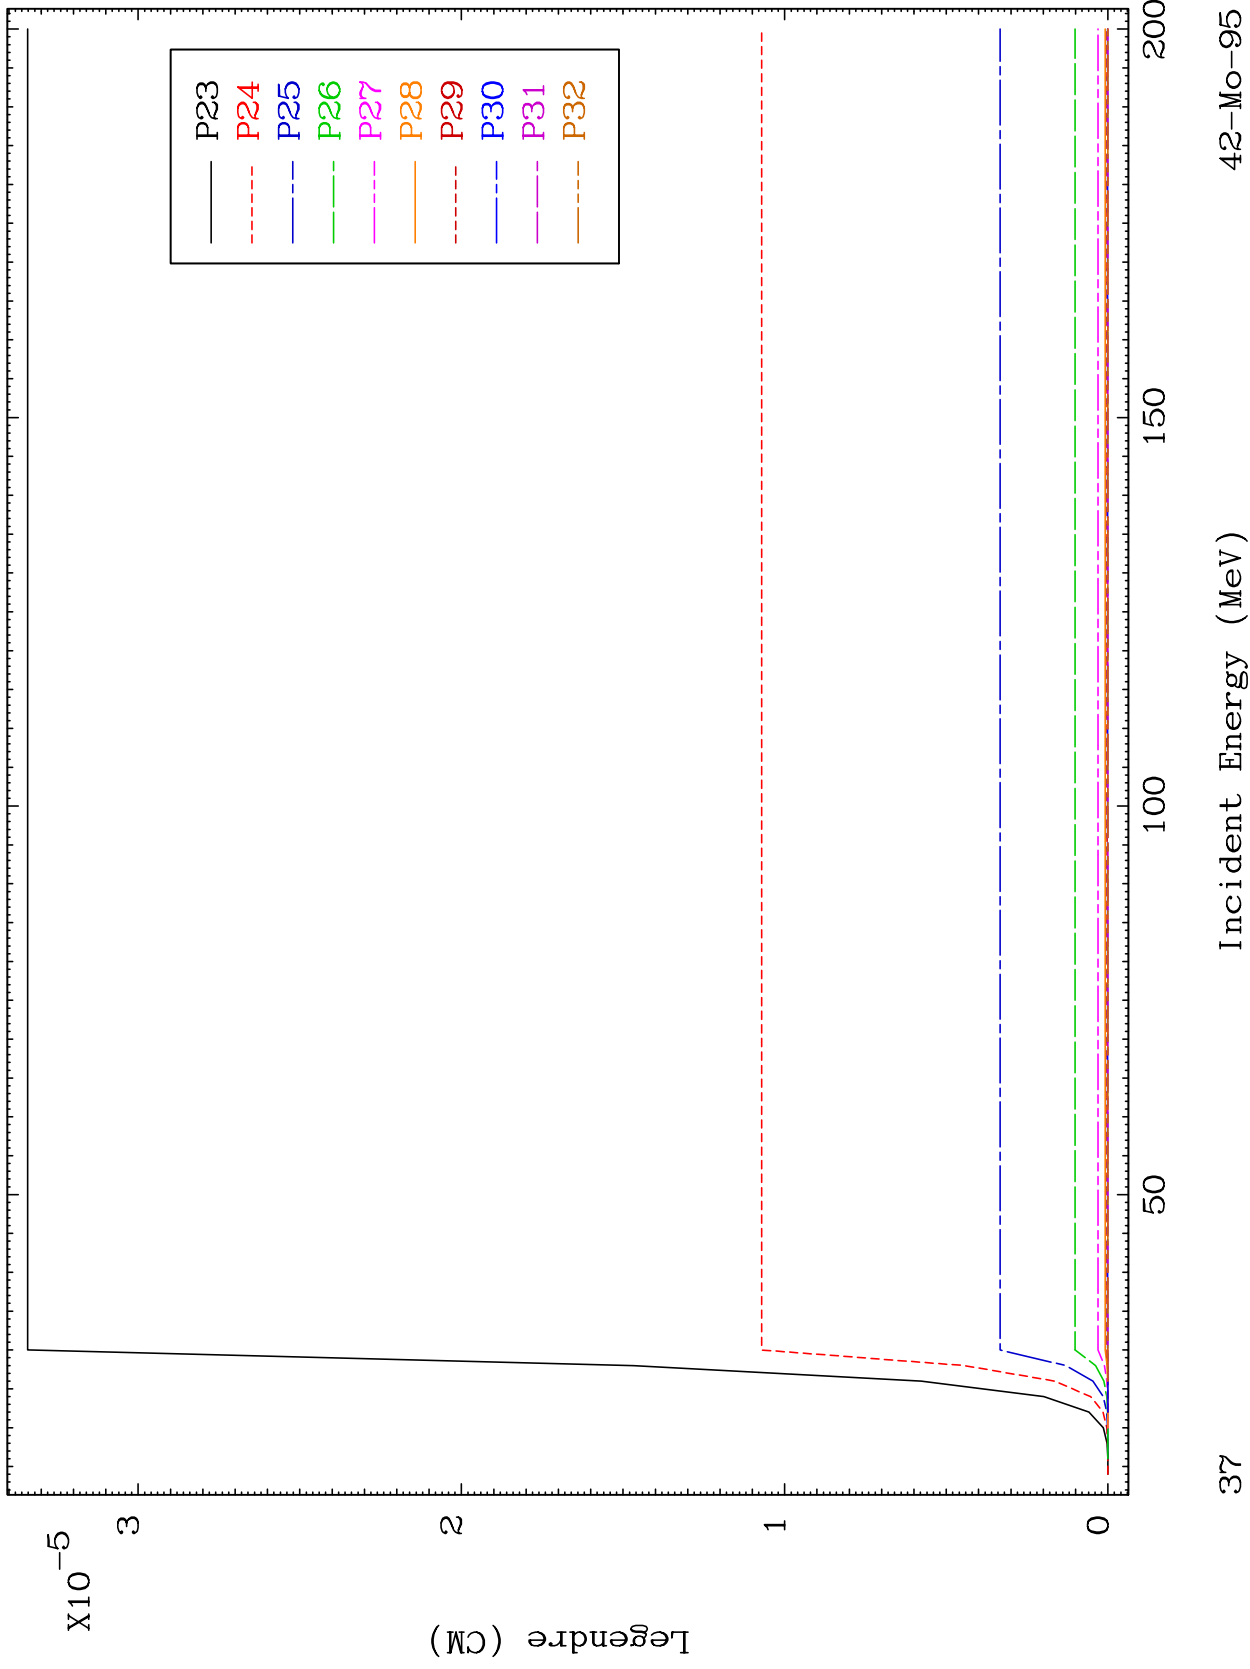 X10-5
3
2
1
0
Legendre (CM)
P23
P24
P25
P26
P27
P28
P29
P30
P31
P32
50
100
150
200
37
Incident Energy (MeV)
42-Mo-95